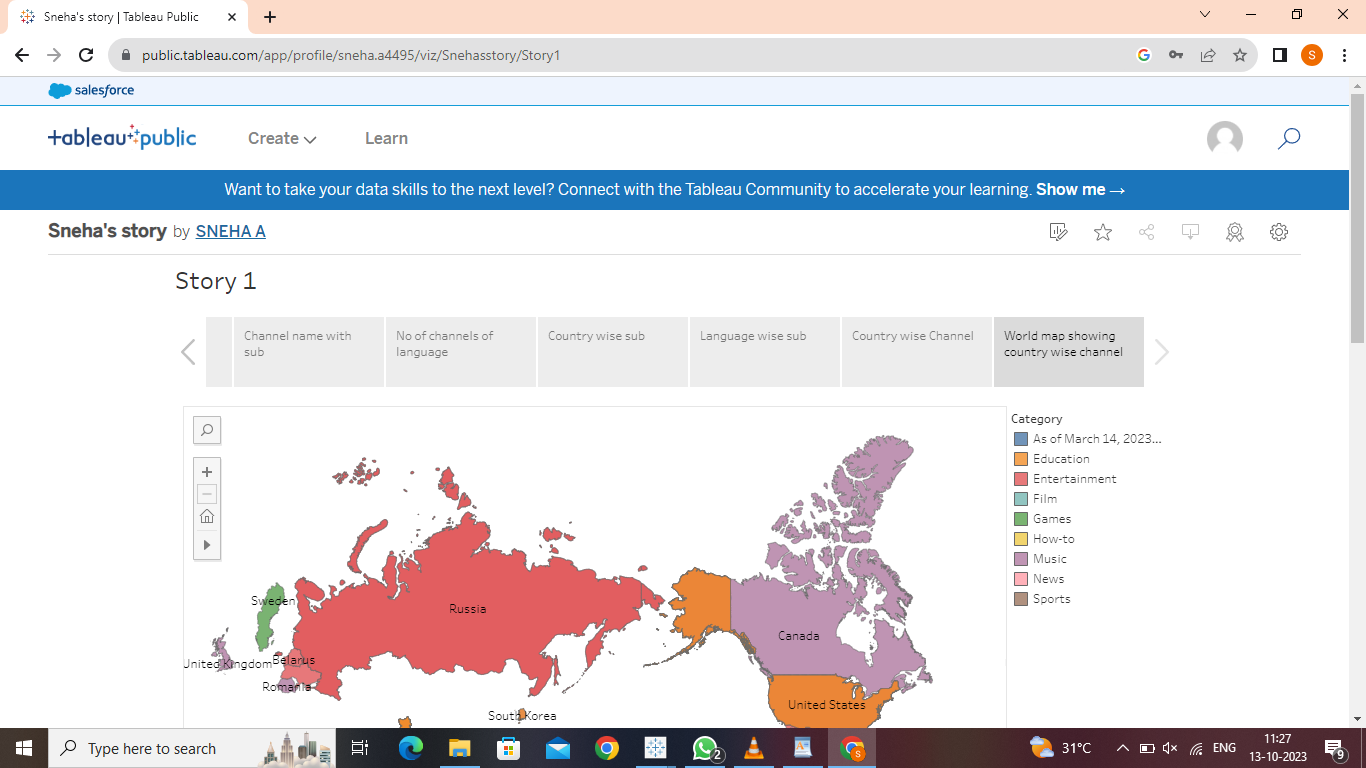 Sneha's story | Tableau Public
public.tableau.com/app/profile/sneha.a4495/viz/Snehasstory/Story1
S
salesforce
+ableau public
Create
Learn
Want to take your data skills to the next level? Connect with the Tableau Community to accelerate your learning. Show me →
Sneha's story by SNEHA A
Story 1
Channel name with
sub
No of channels of
language
Country wise sub
Language wise sub
Country wise Channel
World map showing
country wise channel
Category
As of March 14, 2023...
Education
Entertainment
Film
Games
How-to
Music
News
Sports
Sweden
Russia
Canada
United Kingdom
Belarus
Romania
United States
South Korea
Type here to search
2
S
31°C
ENG
11:27
13-10-2023
9